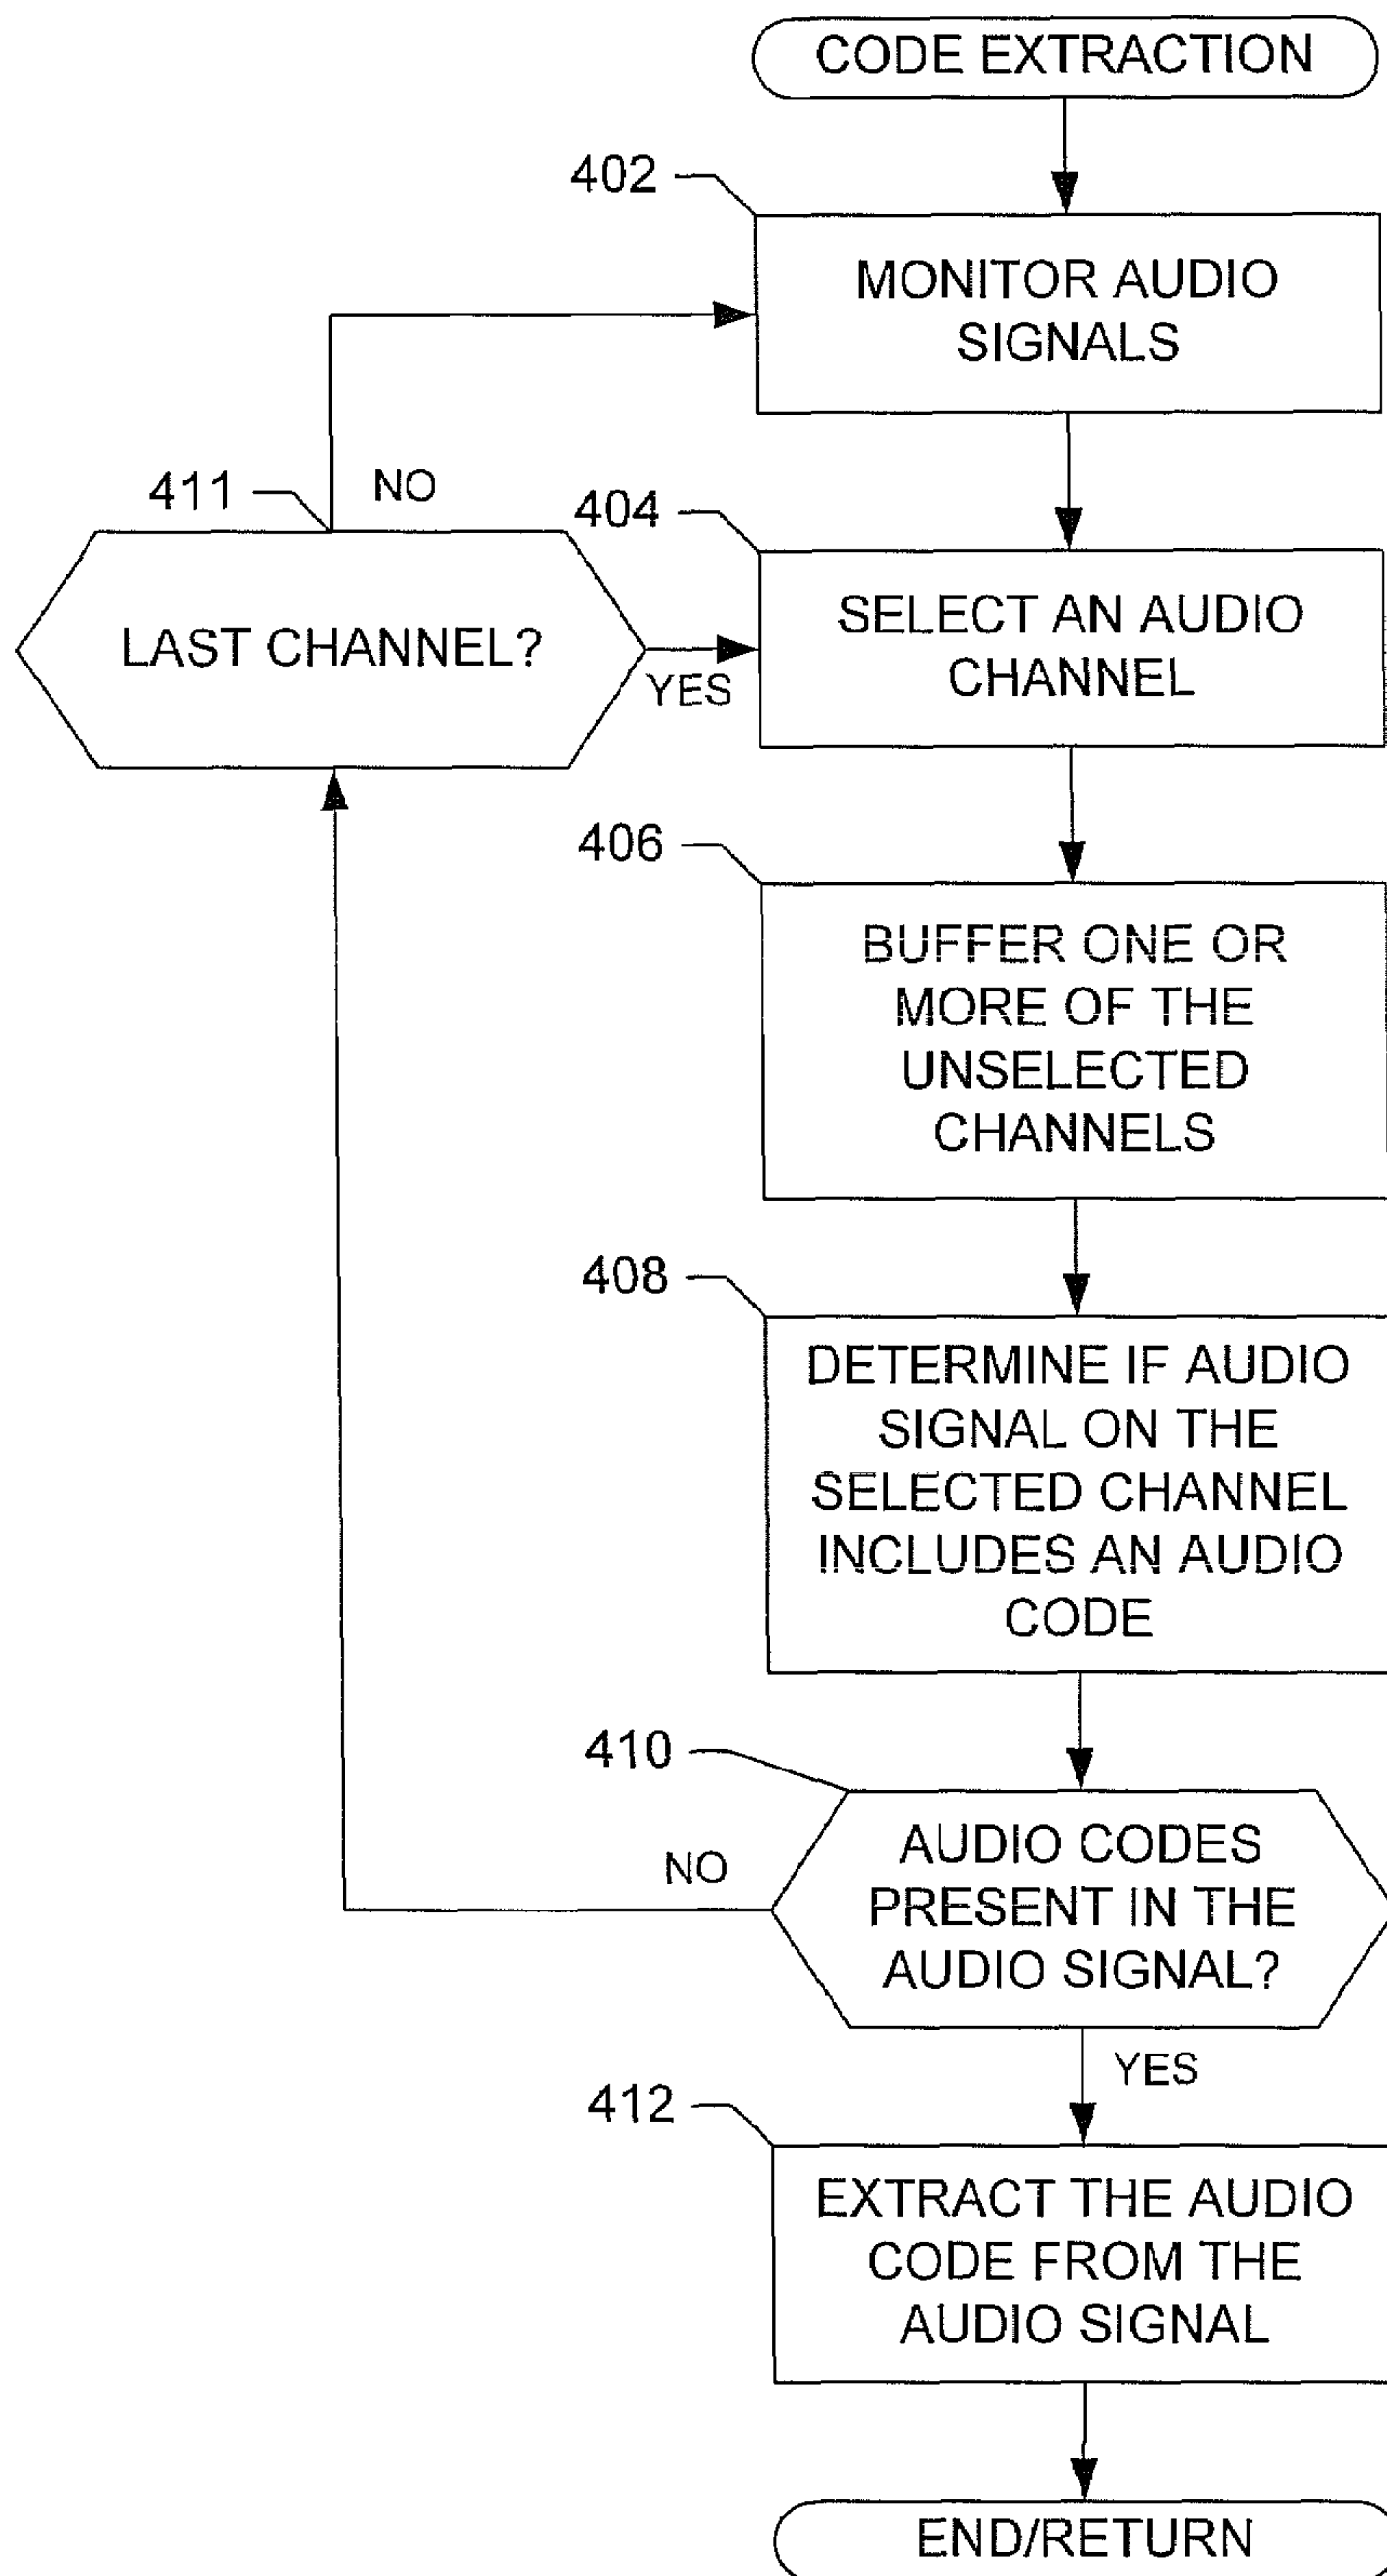 CODE EXTRACTION
402
MONITOR AUDIO
SIGNALS
411
NO
404
LAST CHANNEL?
YES
SELECT AN AUDIO
CHANNEL
406
BUFFER ONE OR
MORE OF THE
UNSELECTED
CHANNELS
408
DETERMINE IF AUDIO
SIGNAL ON THE
SELECTED CHANNEL
INCLUDES AN AUDIO
CODE
410
NO
AUDIO CODES
PRESENT IN THE
AUDIO SIGNAL?
YES
412
EXTRACT THE AUDIO
CODE FROM THE
AUDIO SIGNAL
END/RETURN